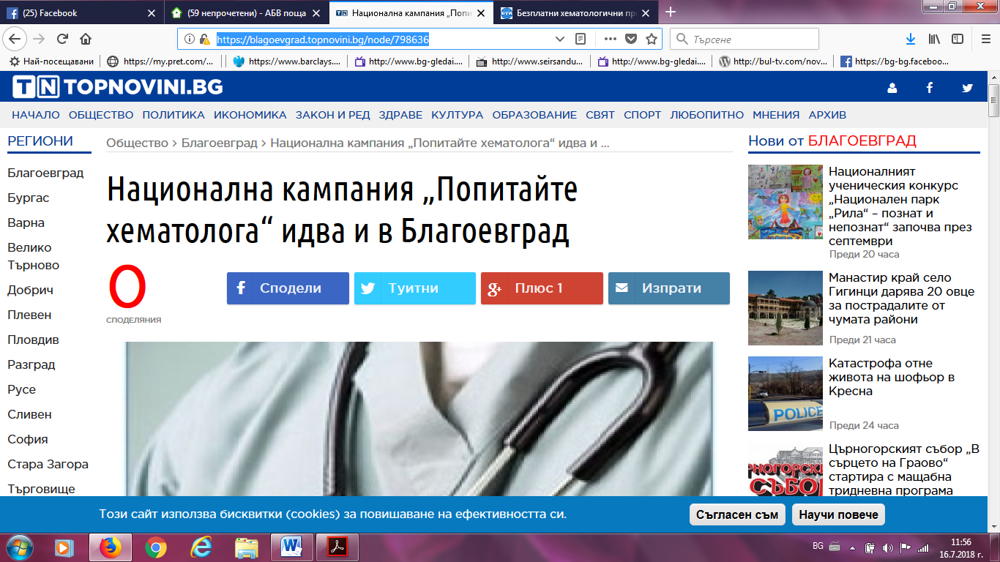 (25) Facebook
(59 непрочетени) - АБВ поща
Национална кампания „Попи
Безплатни хематологични пре
https://blagoevgrad.topnovini.bg/node/798636
Търсене
Най-посещавани
https://my.pret.com/...
https://www.barclays....
http://www.bg-gledai....
http://www.seirsandu...
http://www.bg-gledai....
http://bul-tv.com/nov...
https://bg-bg.faceboo...
TN TOPNOVINI.BG
НАЧАЛО ОБЩЕСТВО ПОЛИТИКА ИКОНОМИКА ЗАКОН И РЕД ЗДРАВЕ КУЛТУРА ОБРАЗОВАНИЕ СВЯТ СПОРТ ЛЮБОПИТНО МНЕНИЯ АРХИВ
РЕГИОНИ
Благоевград
Бургас
Варна
Велико
Търново
Добрич
Плевен
Пловдив
Разград
Русе
Сливен
София
Стара Загора
Търговище
Общество > Благоевград > Национална кампания „Попитайте хематолога“ идва и ...
Национална кампания „Попитайте
хематолога“ идва и в Благоевград
0
СПОДЕЛЯНИЯ
Сподели
Туитни
Плюс 1
Изпрати
Нови от БЛАГОЕВГРАД
Националният
ученически конкурс
„Национален парк
„Рила“ – познат и
непознат“ започва през
септември
Преди 20 часа
Манастир край село
Гигинци дарява 20 овце
за пострадалите от
чумата райони
Преди 21 часа
POLICE
Катастрофа отне
живота на шофьор в
Кресна
Преди 24 часа
Църногорският събор „В
сърцето на Граово“
стартира с мащабна
тридневна програма
Този сайт използва бисквитки (cookies) за повишаване на ефективността си.
Съгласен съм
Научи повече
BG
11:56
16.7.2018 г.